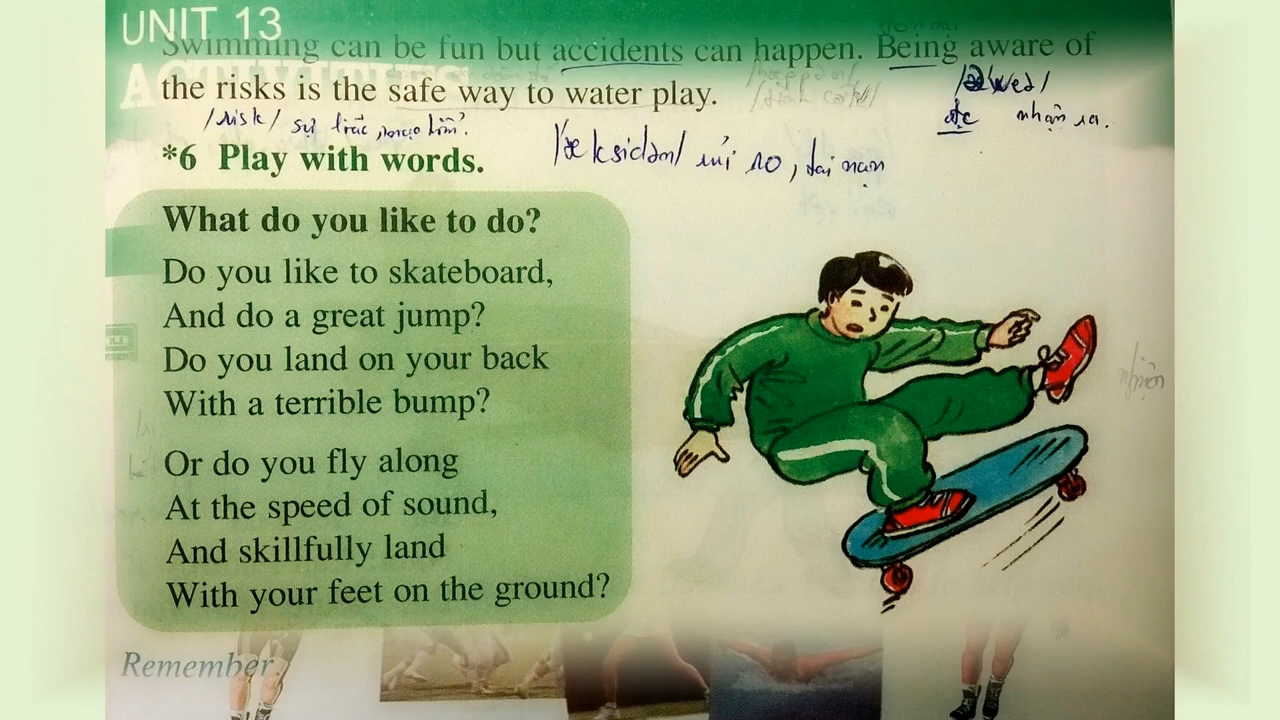 UNIT 13
Swimming can be fun but accidents can happen. Being aware of
the risks is the safe way to water play.
/risk/ sự
*6 Play with words.
rủi ro, tai nạn
nhận ra.
What do you like to do?
Do you like to skateboard,
And do a great jump?
Do you land on your back
With a terrible bump?
Or do you fly along
At the speed of sound,
And skillfully land
With your feet on the ground?
Remember.